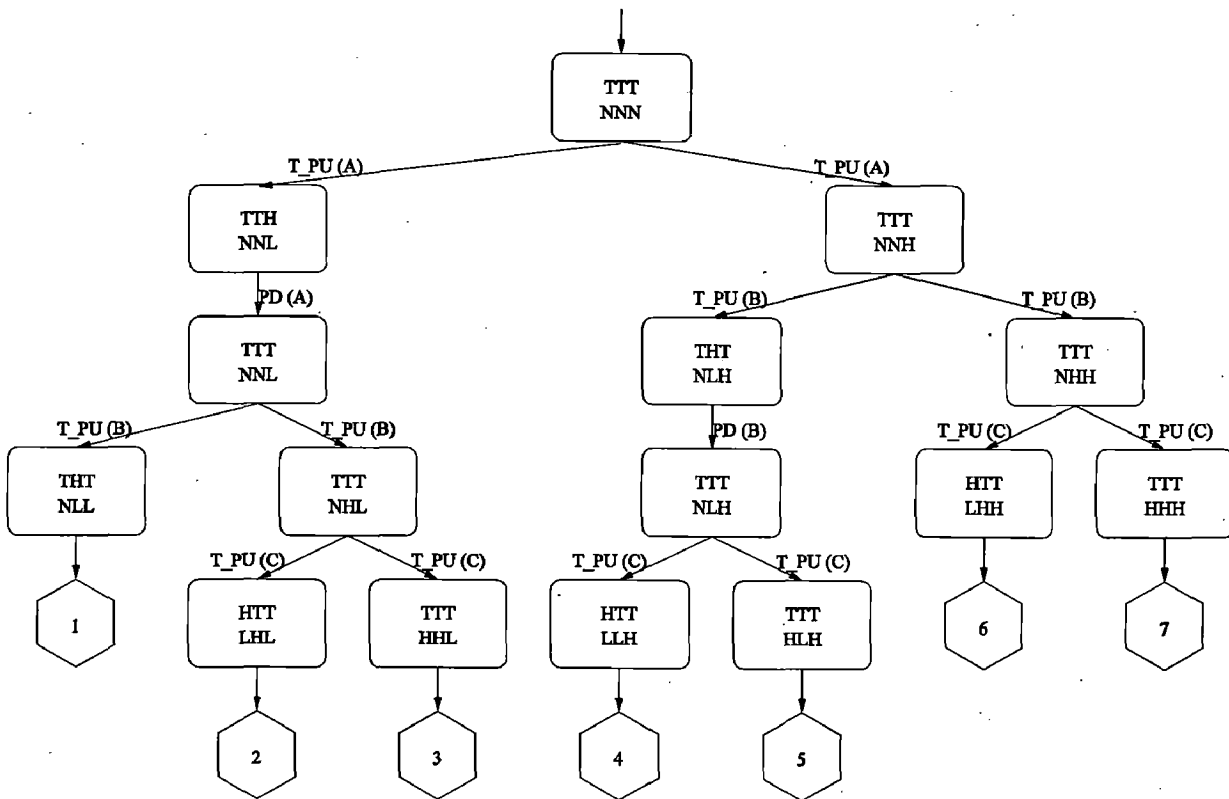 TTT
NNN
T_PU (A)
T_PU (A)
TTH
NNL
TTT
NNH
PD (A)
T_PU (B)
T_PU (B)
TTT
NNL
THT
NLH
TTT
NHH
T_PU (B)
T_PU (B)
PD (B)
T_PU (C)
T_PU (C)
THT
NLL
TTT
NHL
TTT
NLH
HTT
LHH
TTT
HHH
T_PU (C)
T_PU (C)
T_PU (C)
T_PU (C)
1
HTT
LHL
TTT
HHL
HTT
LLH
TTT
HLH
6
7
2
3
4
5